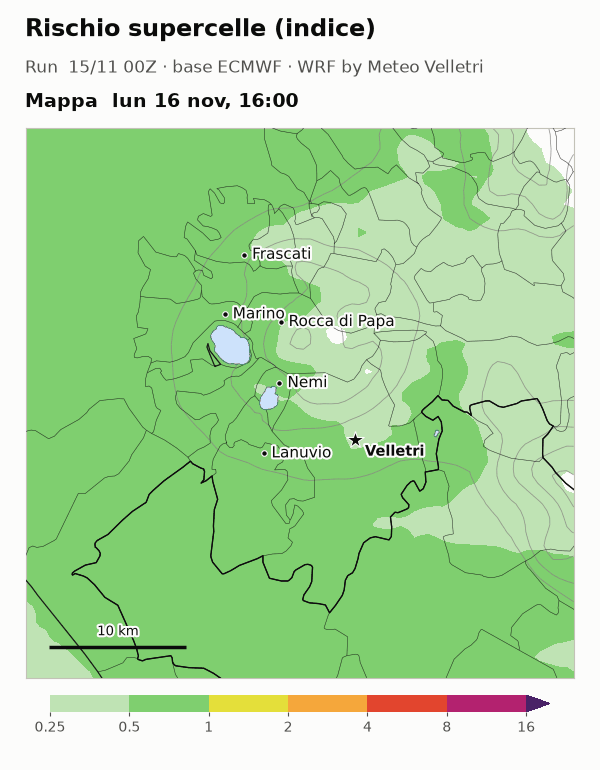 Rischio supercelle (indice)
Run  15/11 00Z · base ECMWF · WRF by Meteo Velletri
Mappa  lun 16 nov, 16:00
Frascati
Marino
Rocca di Papa
Nemi
Velletri
Lanuvio
10 km
0.25 0.5 1 2 4 8 16